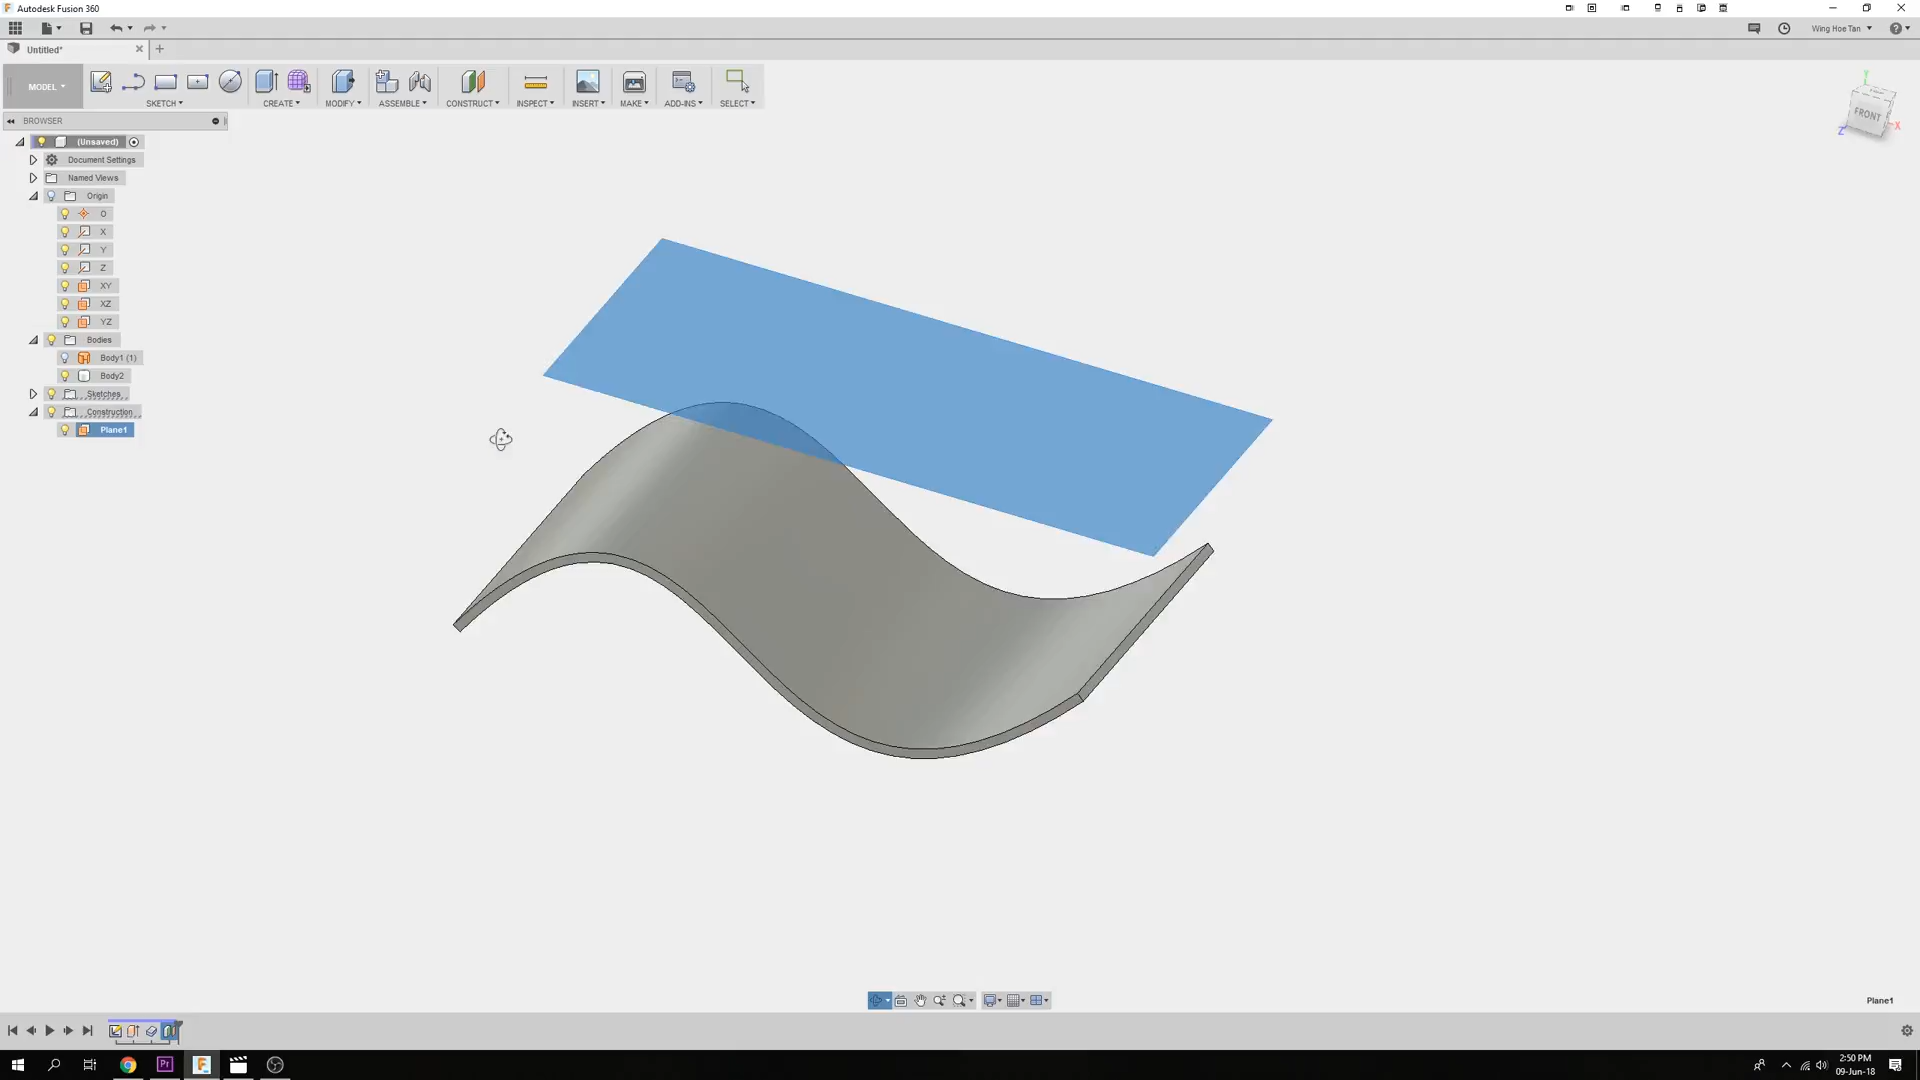 Autodesk Fusion 360
Wing Hoe Tan
Untitled*
MODEL
SKETCH
CREATE
MODIFY
ASSEMBLE
CONSTRUCT
INSPECT
INSERT
MAKE
ADD-INS
SELECT
BROWSER
(Unsaved)
Document Settings
Named Views
Origin
O
X
Y
Z
XY
XZ
YZ
Bodies
Body1 (1)
Body2
Sketches
Construction
Plane1
Y
FRONT
X
Z
Plane1
Pr
F
2:50 PM
09-Jun-18